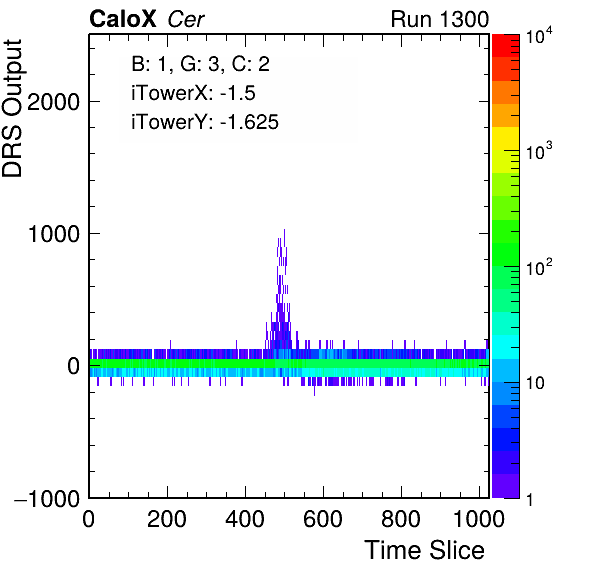 CaloX Cer Run 1300
DRS Output
B: 1, G: 3, C: 2
iTowerX: -1.5
iTowerY: -1.625
2000
1000
0
−1000
0 200 400 600 800 1000
Time Slice
10^4
10^3
10^2
10
1